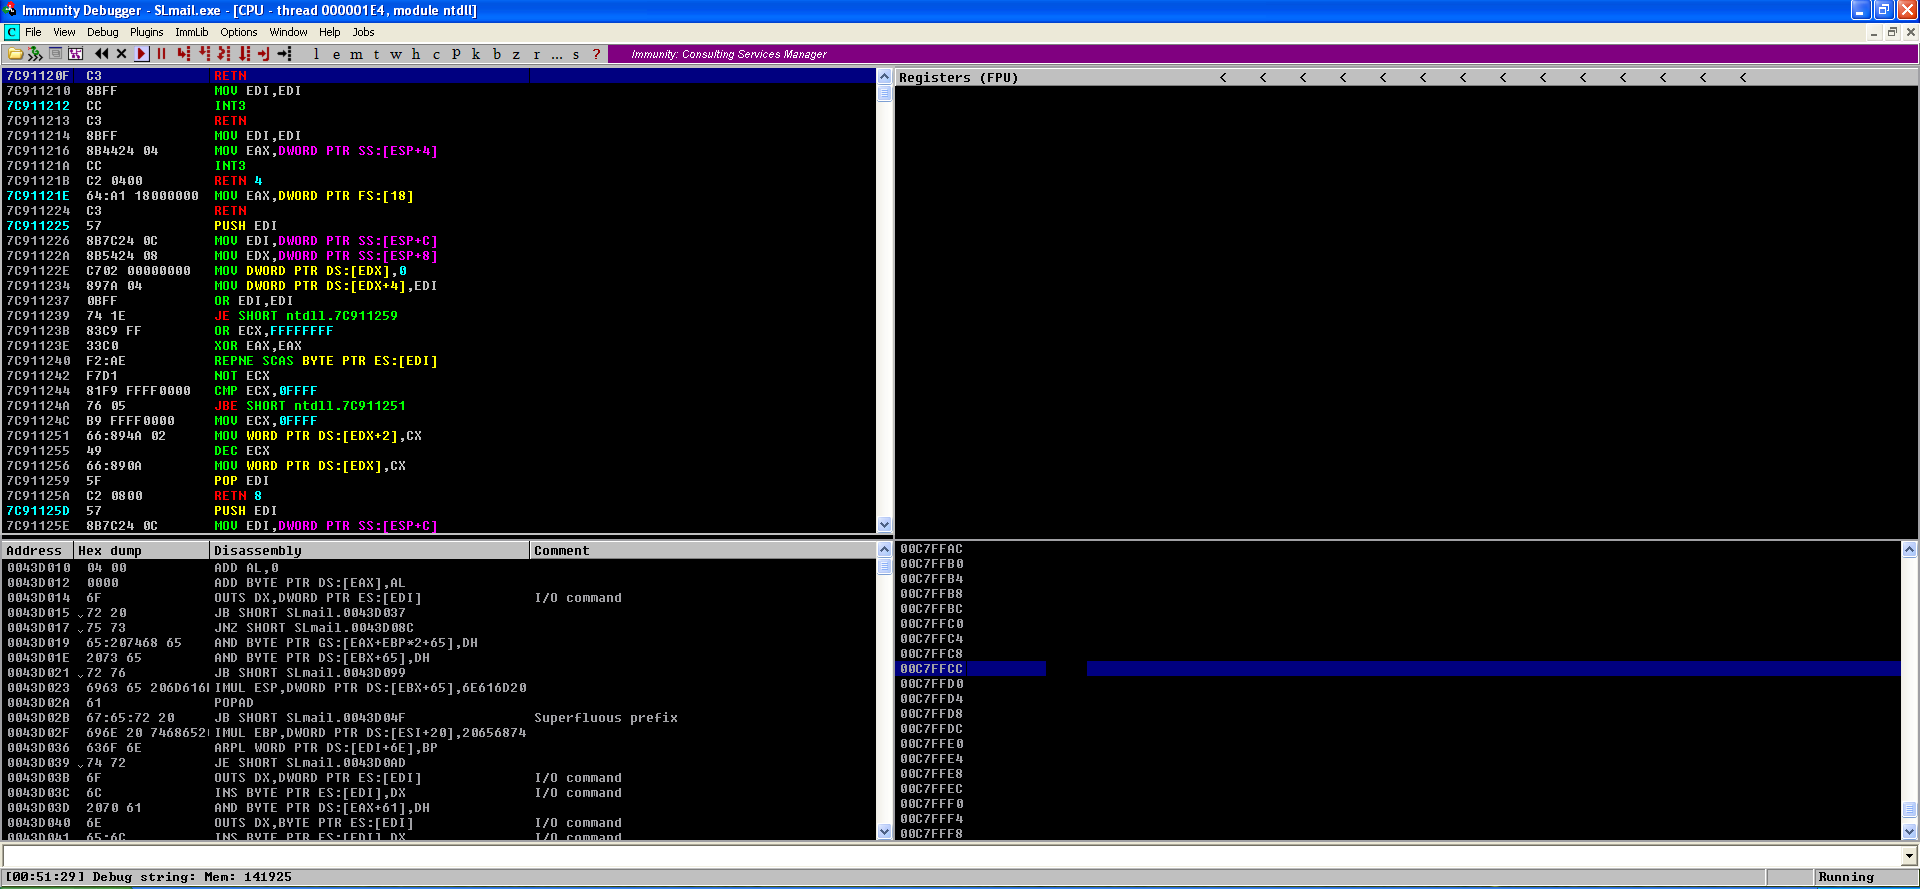 Immunity Debugger - SLmail.exe - [CPU - thread 000001E4, module ntdll]
C File View Debug Plugins ImmLib Options Window Help Jobs
l e m t w h c P k b z r ... s ? Immunity: Consulting Services Manager
7C91120F C3 RETN
7C911210 8BFF MOV EDI,EDI
7C911212 CC INT3
7C911213 C3 RETN
7C911214 8BFF MOV EDI,EDI
7C911216 8B4424 04 MOV EAX,DWORD PTR SS:[ESP+4]
7C91121A CC INT3
7C91121B C2 0400 RETN 4
7C91121E 64:A1 18000000 MOV EAX,DWORD PTR FS:[18]
7C911224 C3 RETN
7C911225 57 PUSH EDI
7C911226 8B7C24 0C MOV EDI,DWORD PTR SS:[ESP+C]
7C91122A 8B5424 08 MOV EDX,DWORD PTR SS:[ESP+8]
7C91122E C702 00000000 MOV DWORD PTR DS:[EDX],0
7C911234 897A 04 MOV DWORD PTR DS:[EDX+4],EDI
7C911237 0BFF OR EDI,EDI
7C911239 74 1E JE SHORT ntdll.7C911259
7C91123B 83C9 FF OR ECX,FFFFFFFF
7C91123E 33C0 XOR EAX,EAX
7C911240 F2:AE REPNE SCAS BYTE PTR ES:[EDI]
7C911242 F7D1 NOT ECX
7C911244 81F9 FFFF0000 CMP ECX,0FFFF
7C91124A 76 05 JBE SHORT ntdll.7C911251
7C91124C B9 FFFF0000 MOV ECX,0FFFF
7C911251 66:894A 02 MOV WORD PTR DS:[EDX+2],CX
7C911255 49 DEC ECX
7C911256 66:890A MOV WORD PTR DS:[EDX],CX
7C911259 5F POP EDI
7C91125A C2 0800 RETN 8
7C91125D 57 PUSH EDI
7C91125E 8B7C24 0C MOV EDI,DWORD PTR SS:[ESP+C]
Registers (FPU) < < < < < < < < < < < < < <
Address Hex dump Disassembly Comment
0043D010 04 00 ADD AL,0
0043D012 0000 ADD BYTE PTR DS:[EAX],AL
0043D014 6F OUTS DX,DWORD PTR ES:[EDI] I/O command
0043D015 72 20 JB SHORT SLmail.0043D037
0043D017 75 73 JNZ SHORT SLmail.0043D08C
0043D019 65:207468 65 AND BYTE PTR GS:[EAX+EBP*2+65],DH
0043D01E 2073 65 AND BYTE PTR DS:[EBX+65],DH
0043D021 72 76 JB SHORT SLmail.0043D099
0043D023 6963 65 206D616 IMUL ESP,DWORD PTR DS:[EBX+65],6E616D20
0043D02A 61 POPAD
0043D02B 67:65:72 20 JB SHORT SLmail.0043D04F Superfluous prefix
0043D02F 696E 20 7468652 IMUL EBP,DWORD PTR DS:[ESI+20],20656874
0043D036 636F 6E ARPL WORD PTR DS:[EDI+6E],BP
0043D039 74 72 JE SHORT SLmail.0043D0AD
0043D03B 6F OUTS DX,DWORD PTR ES:[EDI] I/O command
0043D03C 6C INS BYTE PTR ES:[EDI],DX I/O command
0043D03D 2070 61 AND BYTE PTR DS:[EAX+61],DH
0043D040 6E OUTS DX,BYTE PTR ES:[EDI] I/O command
0043D041 65:6C INS BYTE PTR ES:[EDI],DX I/O command
00C7FFAC
00C7FFB0
00C7FFB4
00C7FFB8
00C7FFBC
00C7FFC0
00C7FFC4
00C7FFC8
00C7FFCC
00C7FFD0
00C7FFD4
00C7FFD8
00C7FFDC
00C7FFE0
00C7FFE4
00C7FFE8
00C7FFEC
00C7FFF0
00C7FFF4
00C7FFF8
[00:51:29] Debug string: Mem: 141925 Running